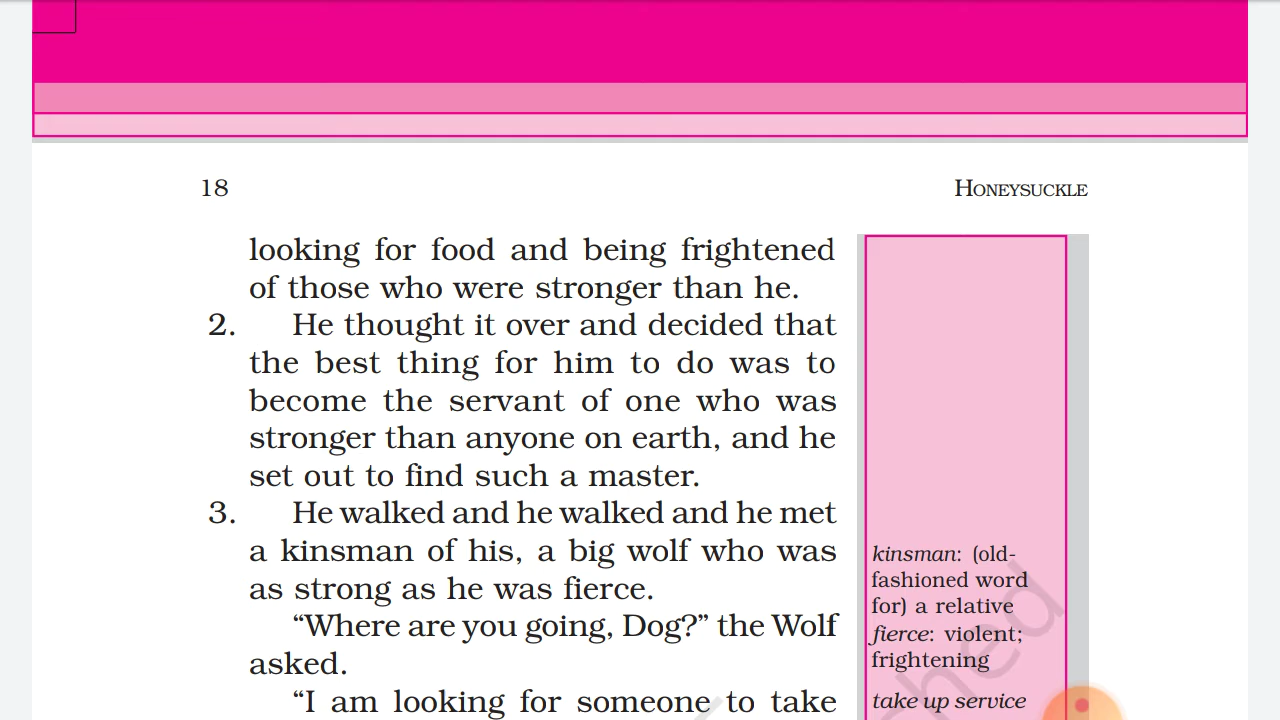 18
HONEYSUCKLE
looking for food and being frightened
of those who were stronger than he.
2. He thought it over and decided that
the best thing for him to do was to
become the servant of one who was
stronger than anyone on earth, and he
set out to find such a master.
3. He walked and he walked and he met
a kinsman of his, a big wolf who was
as strong as he was fierce.
“Where are you going, Dog?” the Wolf
asked.
“I am looking for someone to take
kinsman: (old-
fashioned word
for) a relative
fierce: violent;
frightening
take up service